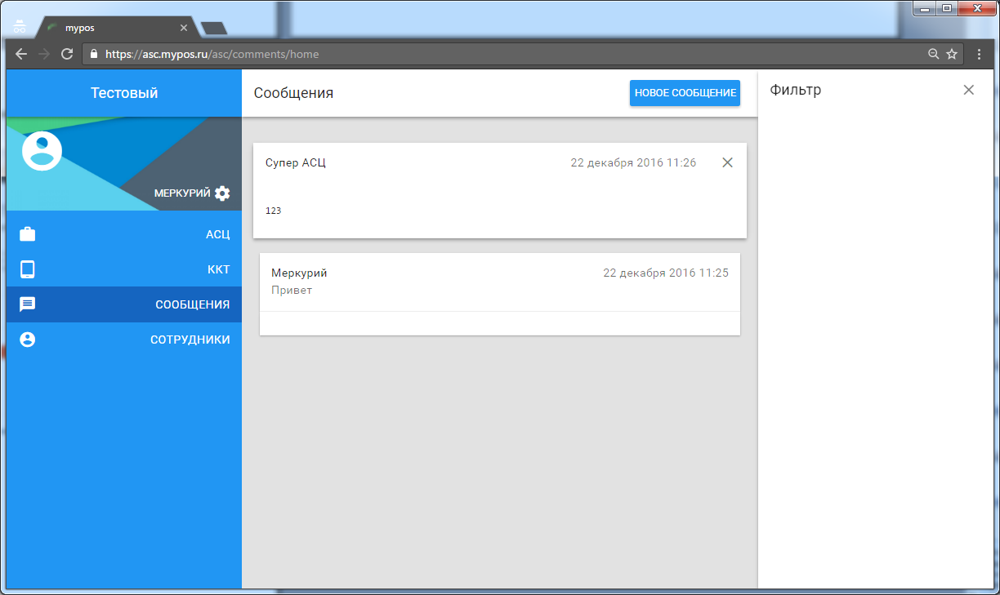 mypos
https://asc.mypos.ru/asc/comments/home
Тестовый
МЕРКУРИЙ
АСЦ
ККТ
СООБЩЕНИЯ
СОТРУДНИКИ
Сообщения
НОВОЕ СООБЩЕНИЕ
Супер АСЦ
22 декабря 2016 11:26
123
Меркурий
22 декабря 2016 11:25
Привет
Фильтр